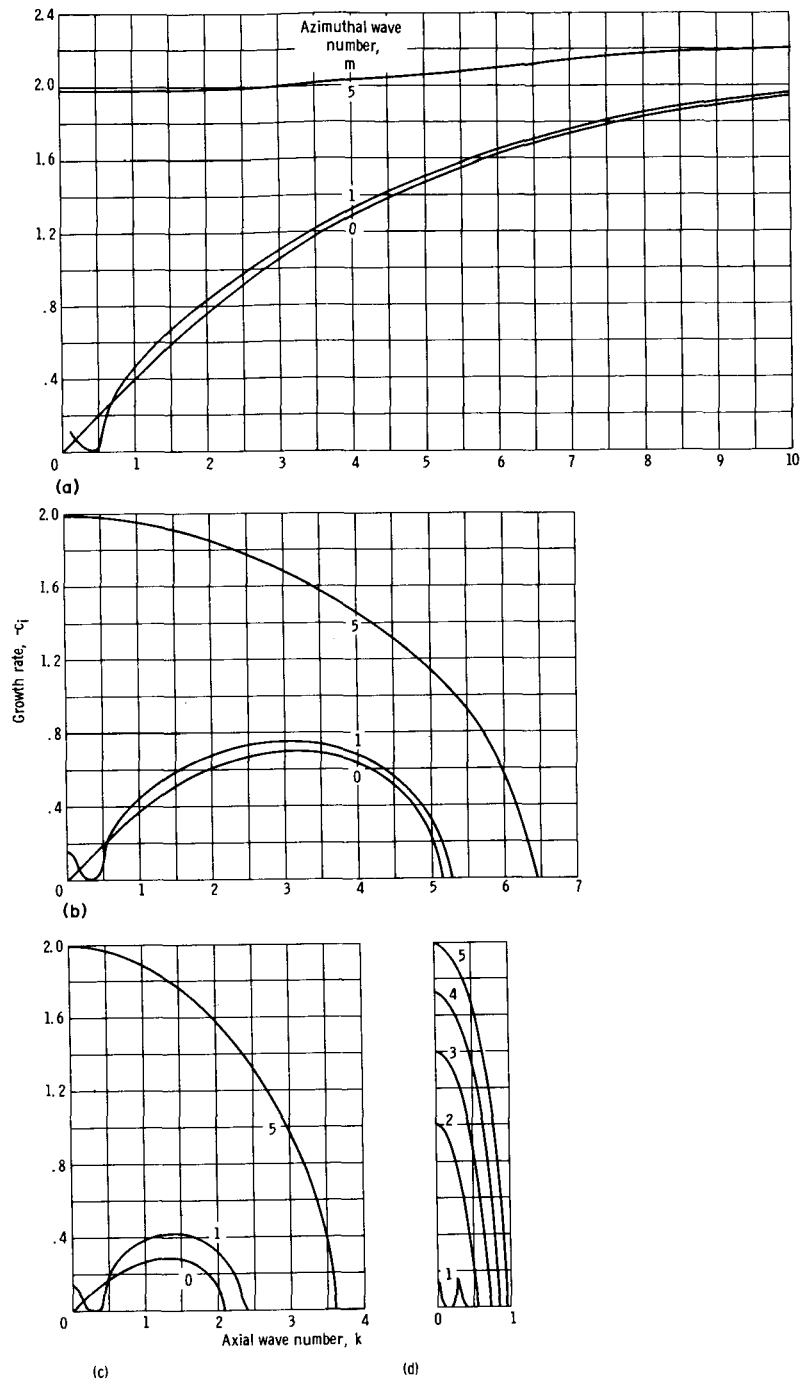 2.4
Azimuthal wave
number,
m
2.0
5
1.6
1
1.2
0
.8
.4
0 1 2 3 4 5 6 7 8 9 10
(a)
2.0
1.6
5
1.2
Growth rate, -ci
.8
1
0
.4
0 1 2 3 4 5 6 7
(b)
2.0
5
4
1.6
3
1.2
2
5
.8
.4
1
1
0
0 1 2 3 4
0 1
Axial wave number, k
(c) (d)